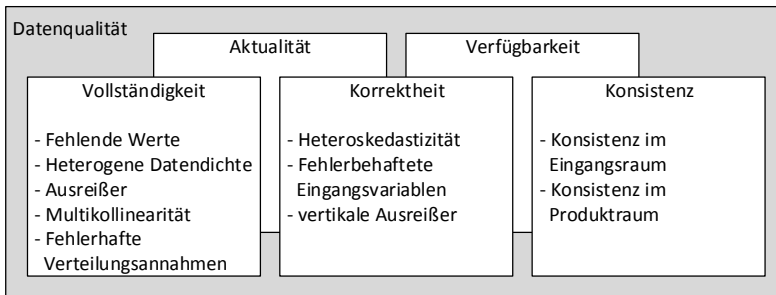 Datenqualität
Aktualität
Verfügbarkeit
Vollständigkeit
- Fehlende Werte
- Heterogene Datendichte
- Ausreißer
- Multikollinearität
- Fehlerhafte
Verteilungsannahmen
Korrektheit
- Heteroskedastizität
- Fehlerbehaftete
Eingangsvariablen
- vertikale Ausreißer
Konsistenz
- Konsistenz im
Eingangsraum
- Konsistenz im
Produktraum